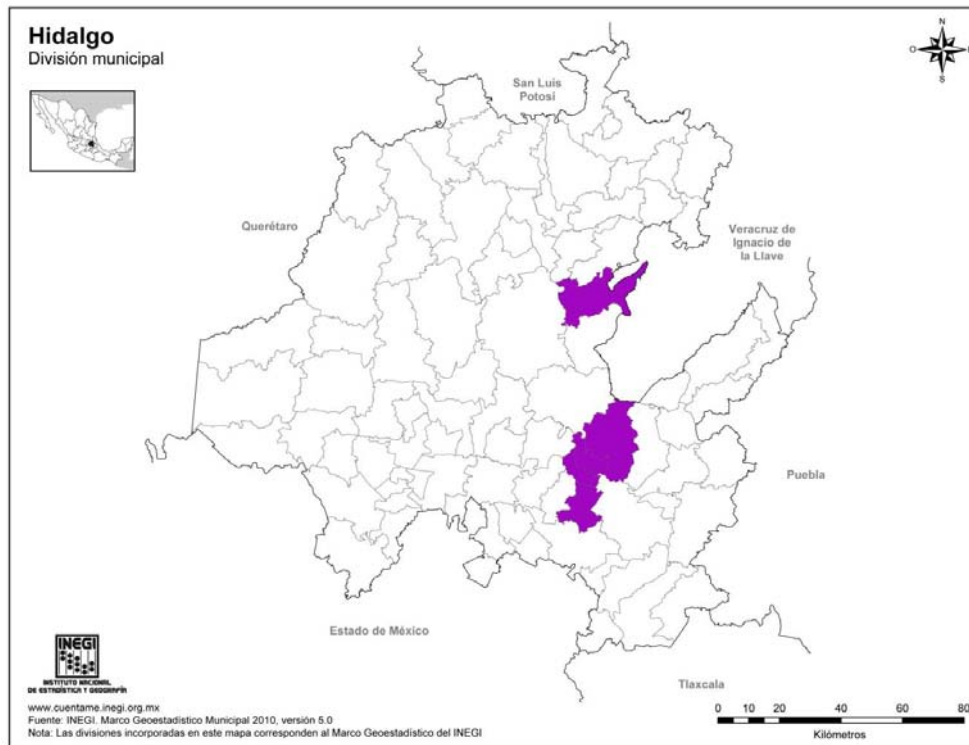 Hidalgo
División municipal
N
O
E
S
San Luis
Potosí
Querétaro
Veracruz de
Ignacio de
la Llave
Puebla
Estado de México
Tlaxcala
INEGI
INSTITUTO NACIONAL
DE ESTADÍSTICA Y GEOGRAFÍA
www.cuentame.inegi.org.mx
Fuente: INEGI. Marco Geoestadístico Municipal 2010, versión 5.0
Nota: Las divisiones incorporadas en este mapa corresponden al Marco Geoestadístico del INEGI
0 10 20 40 60 80
Kilómetros